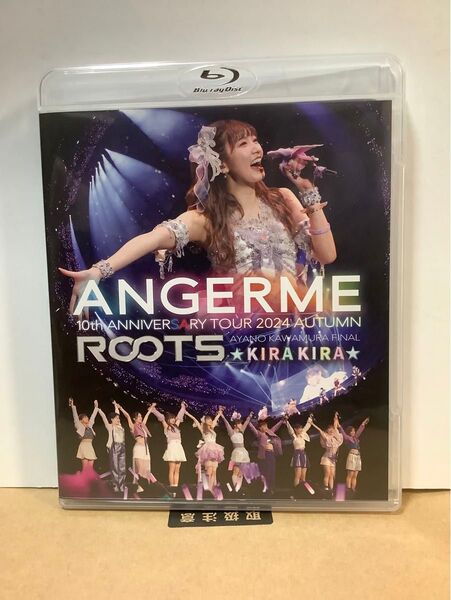 Blu-ray Disc
ANGERME
10th ANNIVERSARY TOUR 2024 AUTUMN
ROOTS
AYANO KAWAMURA FINAL
★KIRAKIRA★
取扱注意